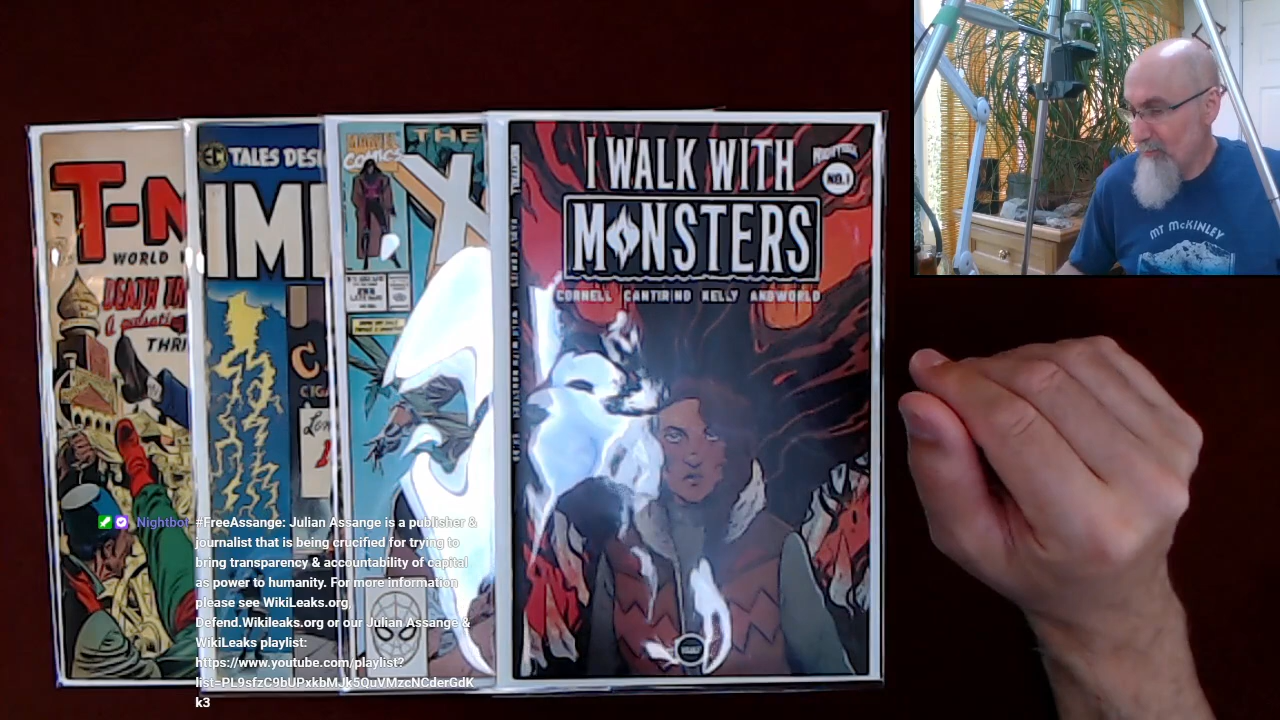 T-M
WORLD W
DEATH IN
A
THRI
EC
TALES DESI
IMP
MARVEL
COMICS
THE
X
I WALK WITH
MONSTERS
NO.1
CORNELL CANTIRINO KELLY ANDWORLD
VAULT
MT McKINLEY
Nightbot
#FreeAssange: Julian Assange is a publisher &
journalist that is being crucified for trying to
bring transparency & accountability of capital
as power to humanity. For more information
please see WikiLeaks.org,
Defend.Wikileaks.org or our Julian Assange &
WikiLeaks playlist:
https://www.youtube.com/playlist?
list=PL9sfzC9bUPxkbMJk5QuVMzcNCderGdK
k3